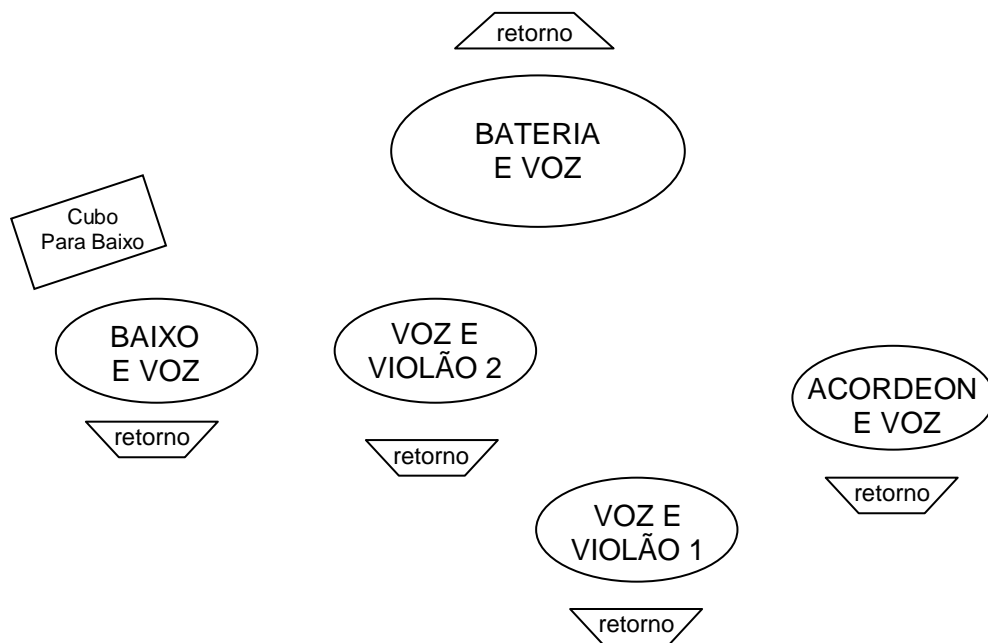 retorno
BATERIA
E VOZ
Cubo
Para Baixo
BAIXO
E VOZ
VOZ E
VIOLÃO 2
ACORDEON
E VOZ
retorno
retorno
retorno
VOZ E
VIOLÃO 1
retorno